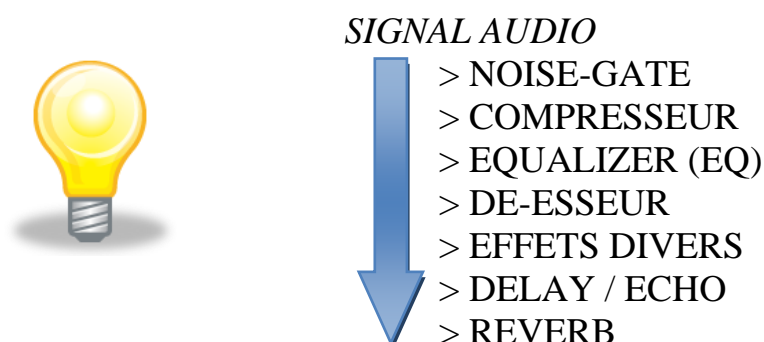 SIGNAL AUDIO
> NOISE-GATE
> COMPRESSEUR
> EQUALIZER (EQ)
> DE-ESSEUR
> EFFETS DIVERS
> DELAY / ECHO
> REVERB